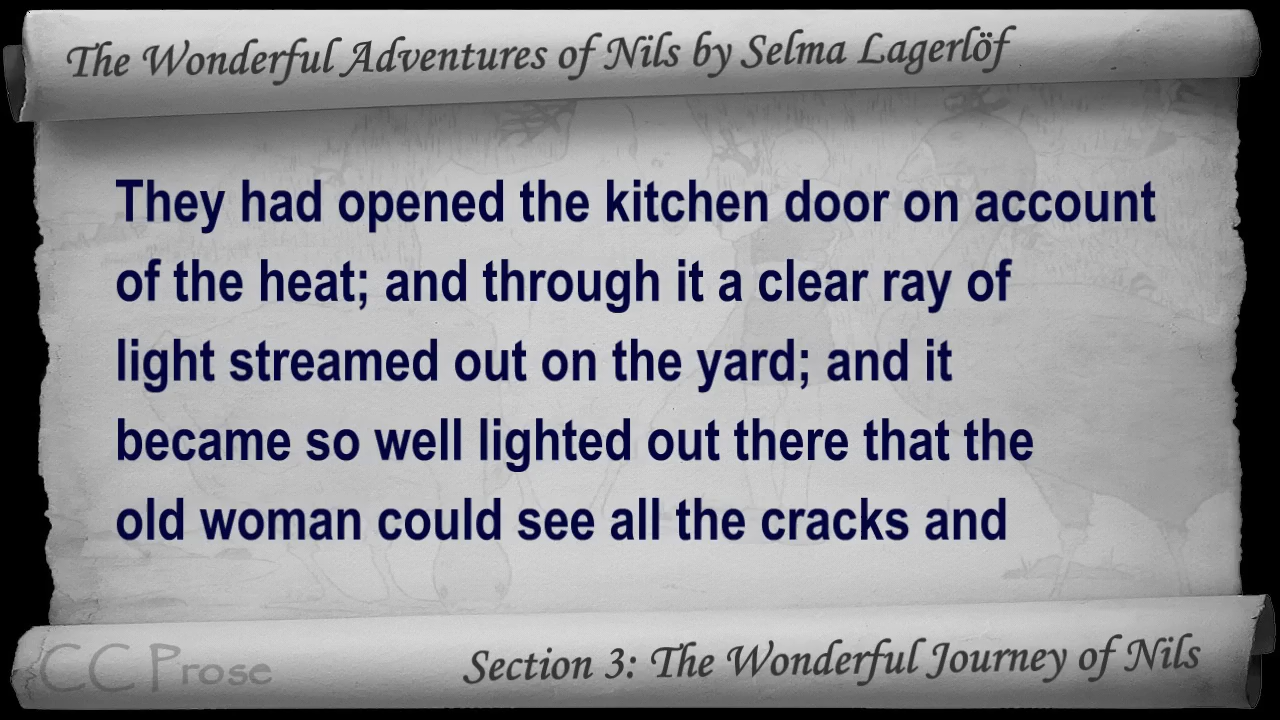 The Wonderful Adventures of Nils by Selma Lagerlöf
They had opened the kitchen door on account
of the heat; and through it a clear ray of
light streamed out on the yard; and it
became so well lighted out there that the
old woman could see all the cracks and
CC Prose
Section 3: The Wonderful Journey of Nils